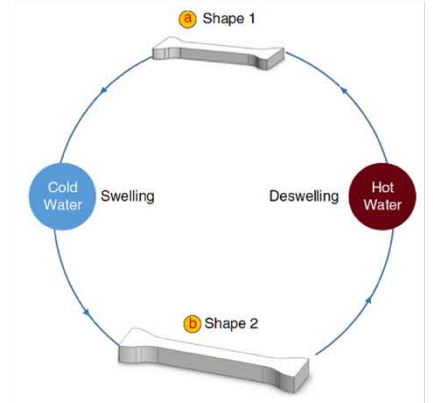 a Shape 1
Cold
Water
Swelling
Deswelling
Hot
Water
b Shape 2